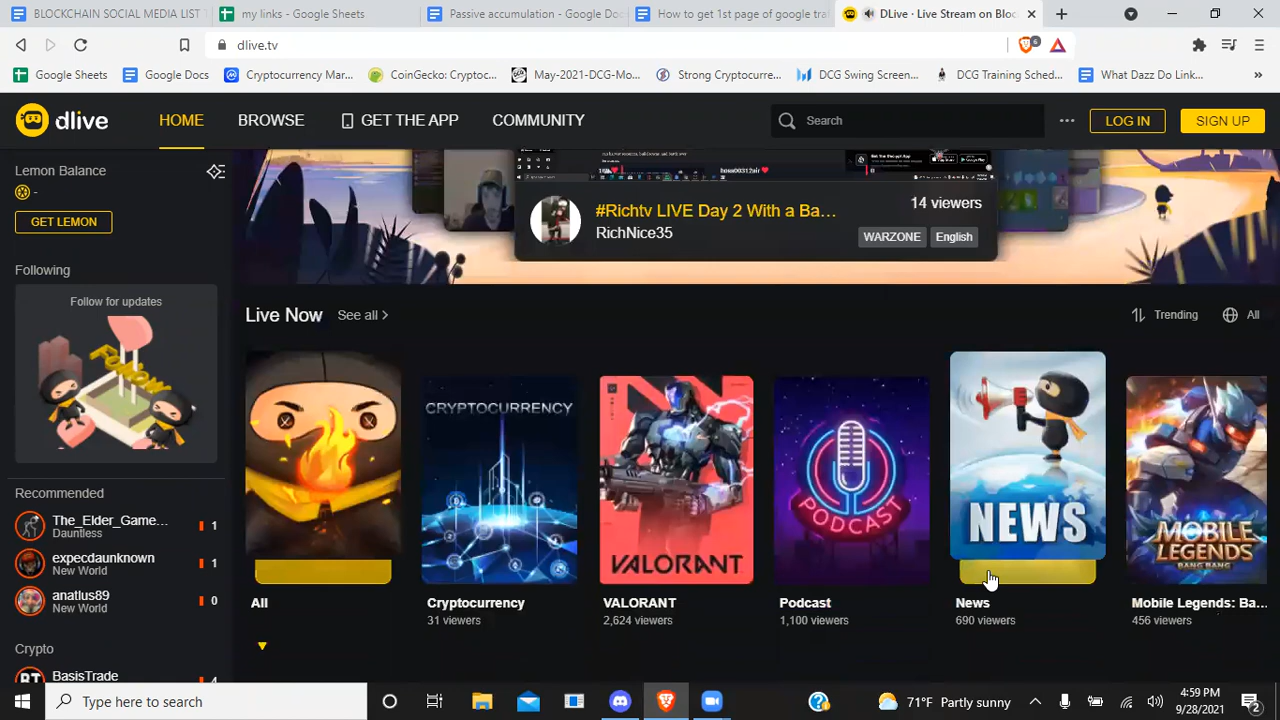 BLOCKCHAIN SOCIAL MEDIA LIST
my links - Google Sheets
Passive accumulation - Google Doc
How to get 1st page of google tra
DLive · Live Stream on Bloc
dlive.tv
6
Google Sheets
Google Docs
Cryptocurrency Mar...
CoinGecko: Cryptoc...
May-2021-DCG-Mo...
Strong Cryptocurre...
DCG Swing Screen...
DCG Training Sched...
What Dazz Do Link...
dlive
HOME
BROWSE
GET THE APP
COMMUNITY
Search
LOG IN
SIGN UP
Lemon Balance
-
GET LEMON
Following
Follow for updates
FOLLOW
#Richtv LIVE Day 2 With a Ba...
14 viewers
RichNice35
WARZONE
English
Live Now
See all >
Trending
All
CRYPTOCURRENCY
VALORANT
PODCAST
NEWS
MOBILE
LEGENDS
BANG BANG
All
Cryptocurrency
31 viewers
VALORANT
2,624 viewers
Podcast
1,100 viewers
News
690 viewers
Mobile Legends: Ba...
456 viewers
Recommended
The_Elder_Game...
Dauntless
1
expecdaunknown
New World
1
anatlus89
New World
0
Crypto
BT
BasisTrade
4
Type here to search
71°F Partly sunny
4:59 PM
9/28/2021
2